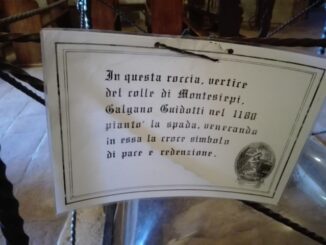 In questa roccia, vertice
del colle di Montesiepi,
Galgano Guidotti nel 1180
pianto' la spada, venerando
in essa la croce simbolo
di pace e redenzione.